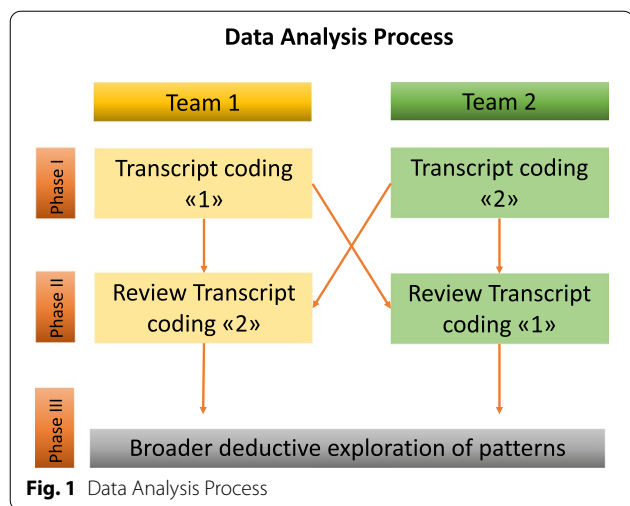 Data Analysis Process
Team 1
Team 2
Phase I
Transcript coding
«1»
Transcript coding
«2»
Phase II
Review Transcript
coding «2»
Review Transcript
coding «1»
Phase III
Broader deductive exploration of patterns
Fig. 1 Data Analysis Process